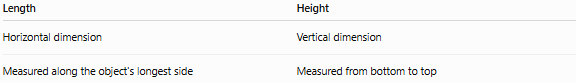 Length Height
Horizontal dimension Vertical dimension
Measured along the object's longest side Measured from bottom to top